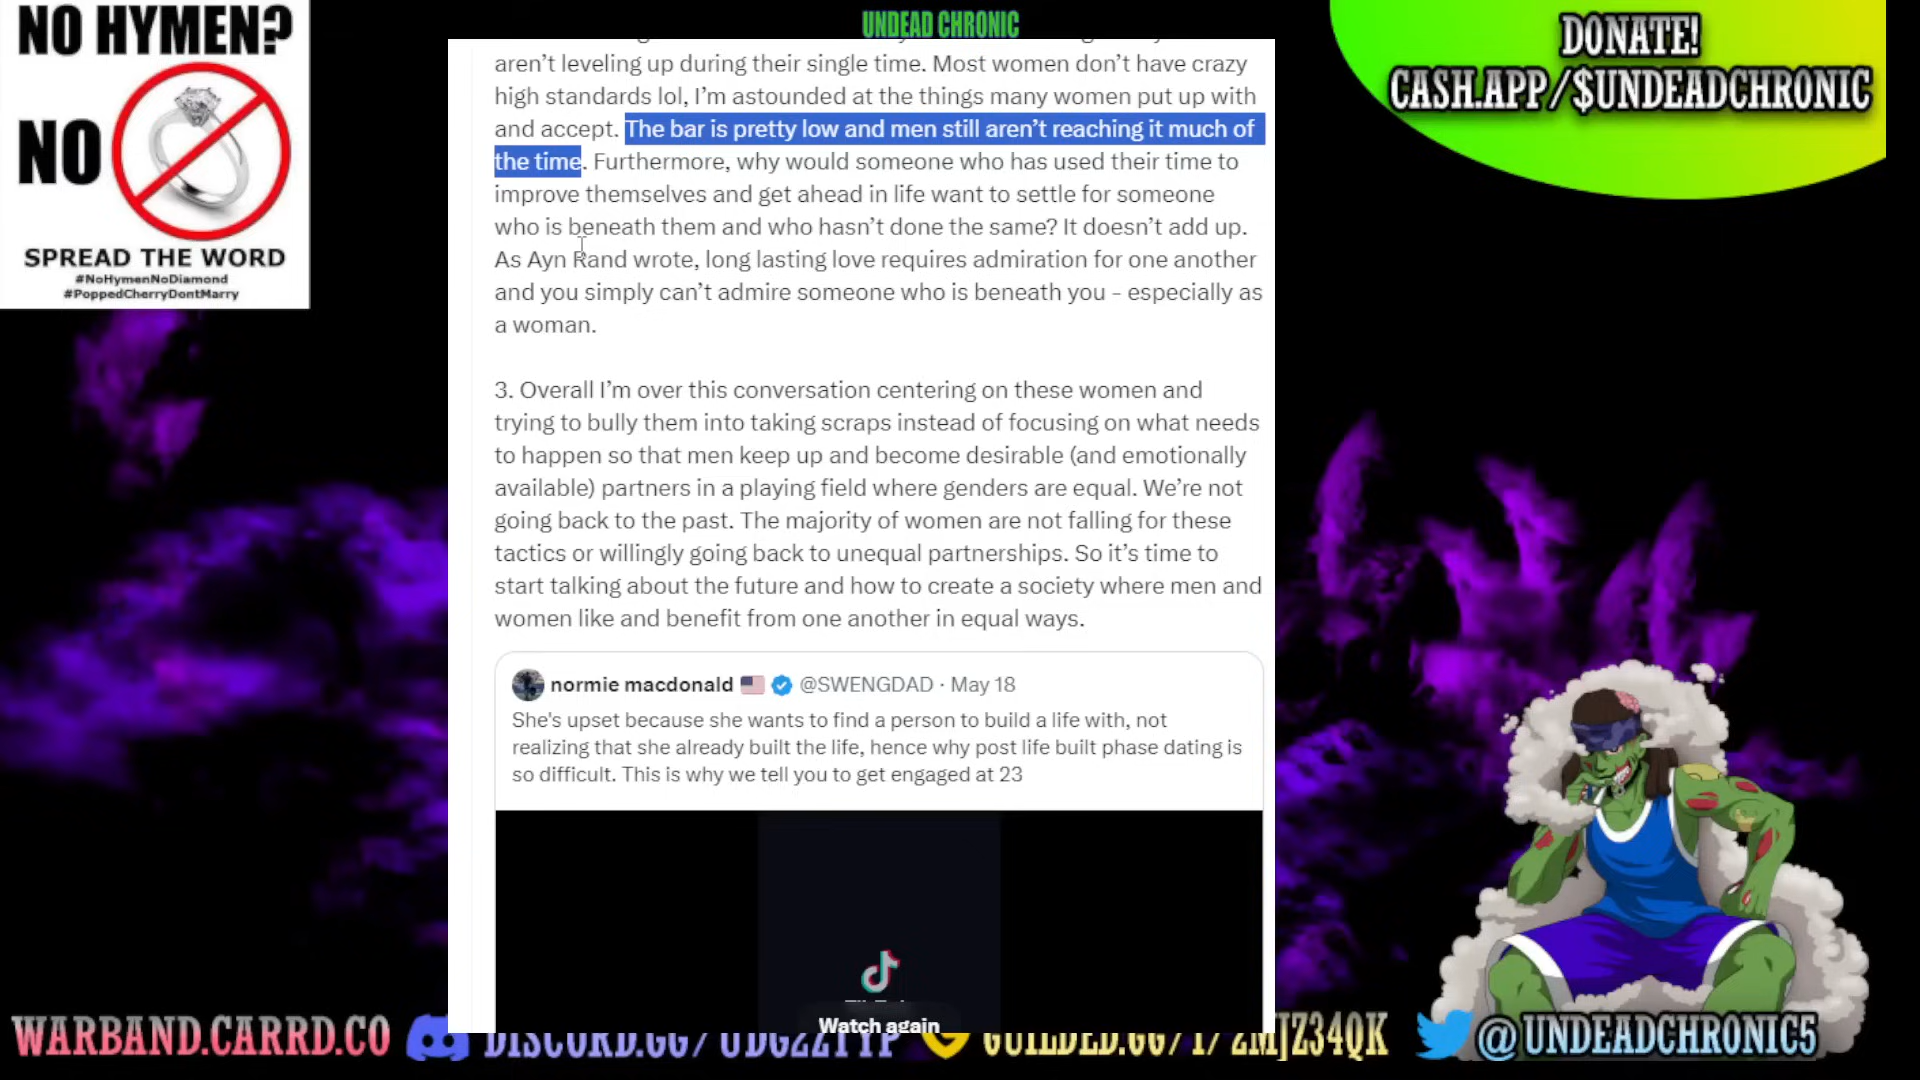 NO HYMEN?
NO
SPREAD THE WORD
#NoHymenNoDiamond
#PoppedCherryDontMarry
UNDEAD CHRONIC
DONATE!
CASH.APP/$UNDEADCHRONIC
aren't leveling up during their single time. Most women don't have crazy
high standards lol, I'm astounded at the things many women put up with
and accept. The bar is pretty low and men still aren't reaching it much of
the time. Furthermore, why would someone who has used their time to
improve themselves and get ahead in life want to settle for someone
who is beneath them and who hasn't done the same? It doesn't add up.
As Ayn Rand wrote, long lasting love requires admiration for one another
and you simply can't admire someone who is beneath you – especially as
a woman.
3. Overall I'm over this conversation centering on these women and
trying to bully them into taking scraps instead of focusing on what needs
to happen so that men keep up and become desirable (and emotionally
available) partners in a playing field where genders are equal. We're not
going back to the past. The majority of women are not falling for these
tactics or willingly going back to unequal partnerships. So it's time to
start talking about the future and how to create a society where men and
women like and benefit from one another in equal ways.
normie macdonald @SWENGDAD · May 18
She's upset because she wants to find a person to build a life with, not
realizing that she already built the life, hence why post life built phase dating is
so difficult. This is why we tell you to get engaged at 23
Watch again
WARBAND.CARRD.CO
@UNDEADCHRONIC5